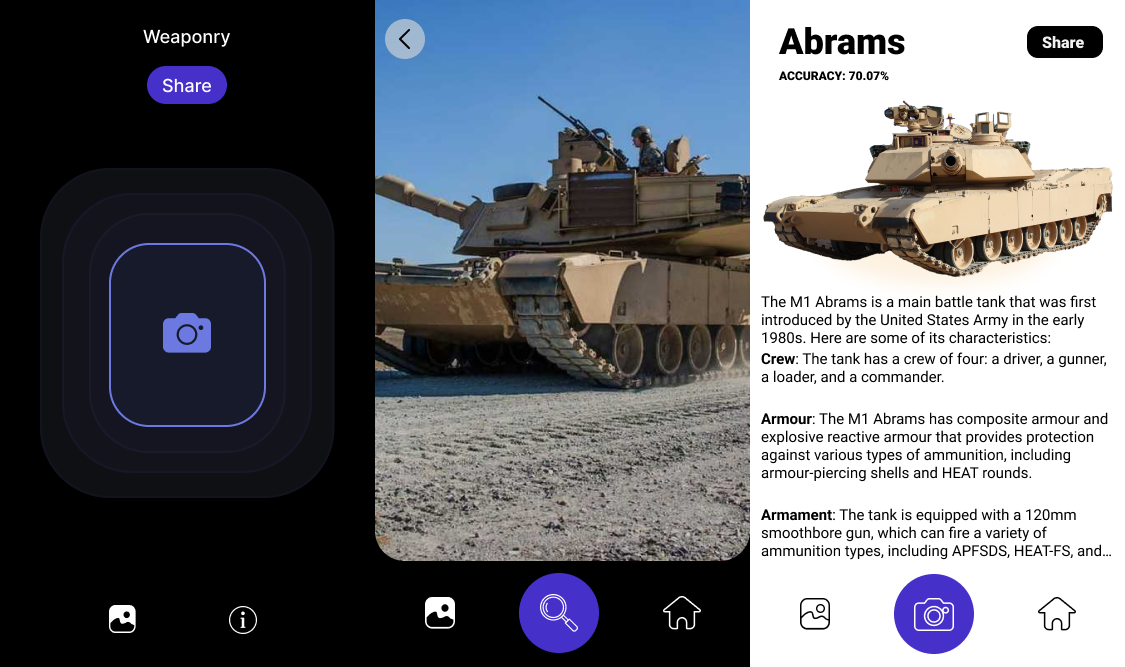 Weaponry
Share
Abrams
Share
ACCURACY: 70.07%
The M1 Abrams is a main battle tank that was first
introduced by the United States Army in the early
1980s. Here are some of its characteristics:
Crew: The tank has a crew of four: a driver, a gunner,
a loader, and a commander.
Armour: The M1 Abrams has composite armour and
explosive reactive armour that provides protection
against various types of ammunition, including
armour-piercing shells and HEAT rounds.
Armament: The tank is equipped with a 120mm
smoothbore gun, which can fire a variety of
ammunition types, including APFSDS, HEAT-FS, and...